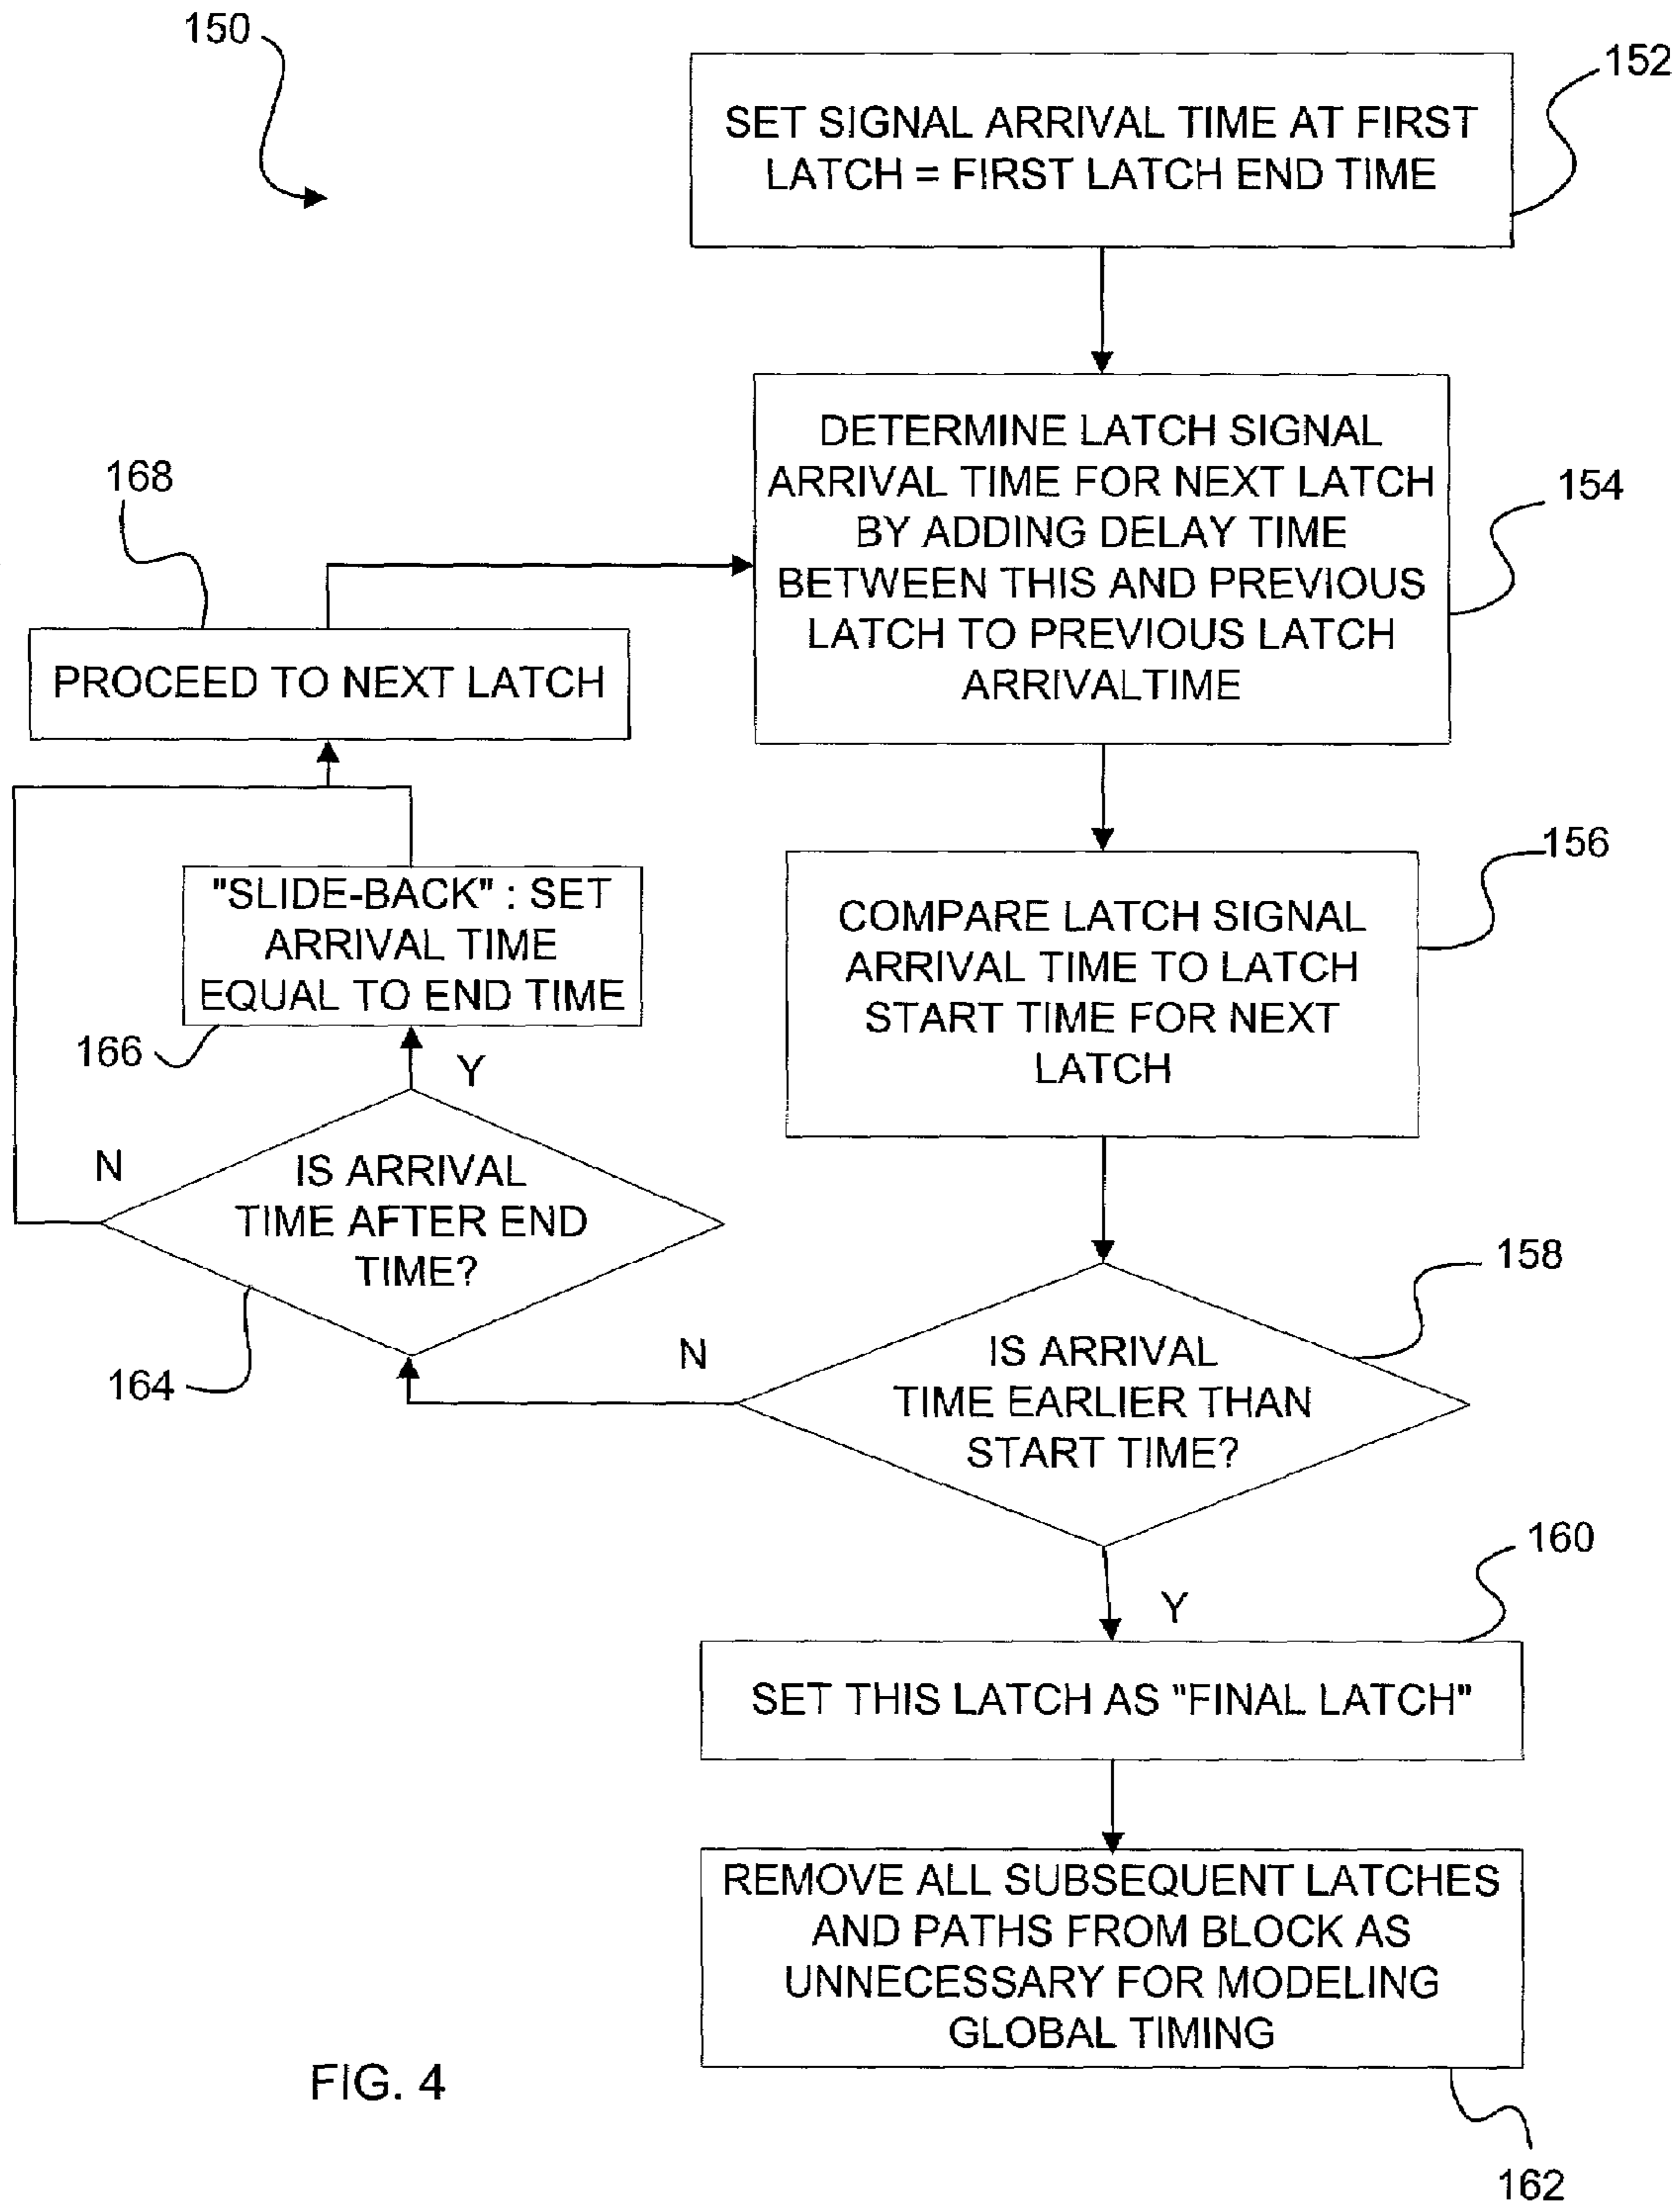 150
152
SET SIGNAL ARRIVAL TIME AT FIRST
LATCH = FIRST LATCH END TIME
154
DETERMINE LATCH SIGNAL
ARRIVAL TIME FOR NEXT LATCH
BY ADDING DELAY TIME
BETWEEN THIS AND PREVIOUS
LATCH TO PREVIOUS LATCH
ARRIVALTIME
168
PROCEED TO NEXT LATCH
156
COMPARE LATCH SIGNAL
ARRIVAL TIME TO LATCH
START TIME FOR NEXT
LATCH
"SLIDE-BACK" : SET
ARRIVAL TIME
EQUAL TO END TIME
166
Y
N
IS ARRIVAL
TIME AFTER END
TIME?
164
N
158
IS ARRIVAL
TIME EARLIER THAN
START TIME?
Y
160
SET THIS LATCH AS "FINAL LATCH"
REMOVE ALL SUBSEQUENT LATCHES
AND PATHS FROM BLOCK AS
UNNECESSARY FOR MODELING
GLOBAL TIMING
162
FIG. 4